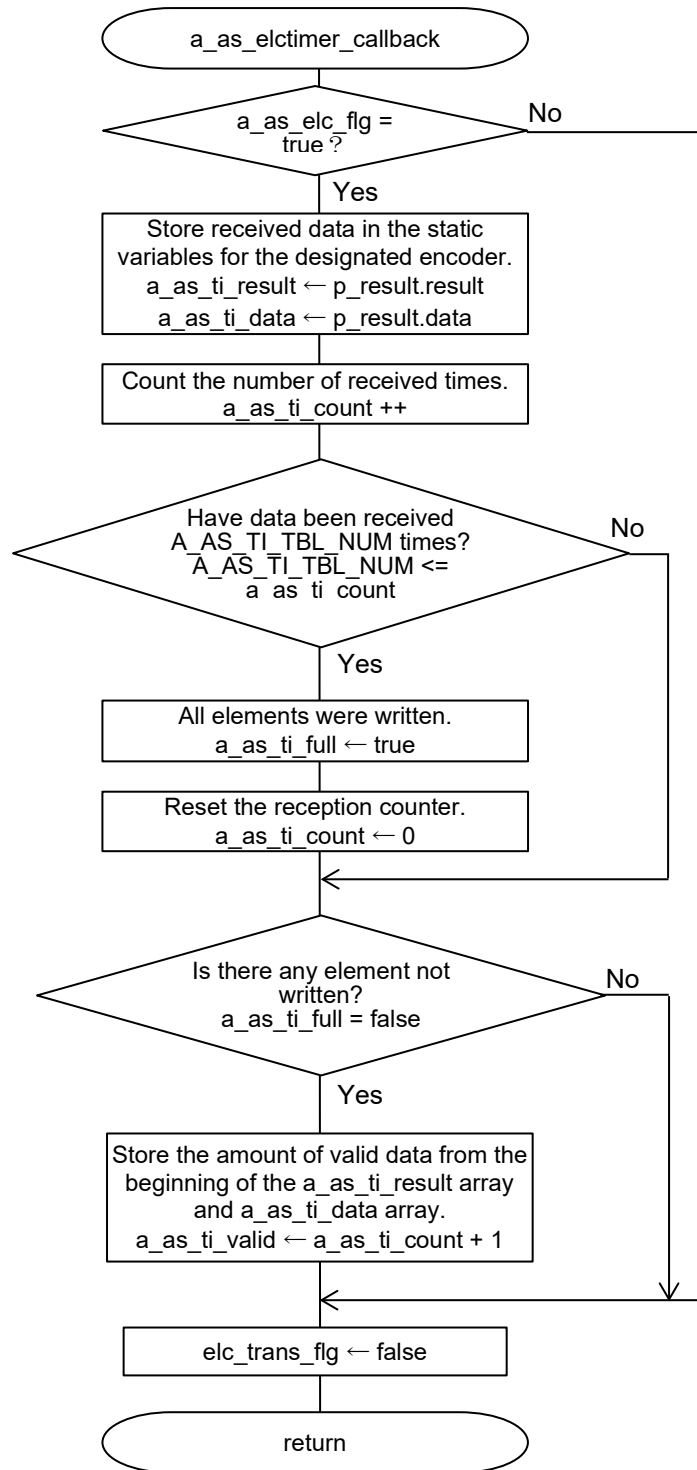 a_as_elctimer_callback
a_as_elc_flg =
true？
No
Yes
Store received data in the static
variables for the designated encoder.
a_as_ti_result ← p_result.result
a_as_ti_data ← p_result.data
Count the number of received times.
a_as_ti_count ++
Have data been received
A_AS_TI_TBL_NUM times?
A_AS_TI_TBL_NUM <=
a_as_ti_count
No
Yes
All elements were written.
a_as_ti_full ← true
Reset the reception counter.
a_as_ti_count ← 0
Is there any element not
written?
a_as_ti_full = false
No
Yes
Store the amount of valid data from the
beginning of the a_as_ti_result array
and a_as_ti_data array.
a_as_ti_valid ← a_as_ti_count + 1
elc_trans_flg ← false
return